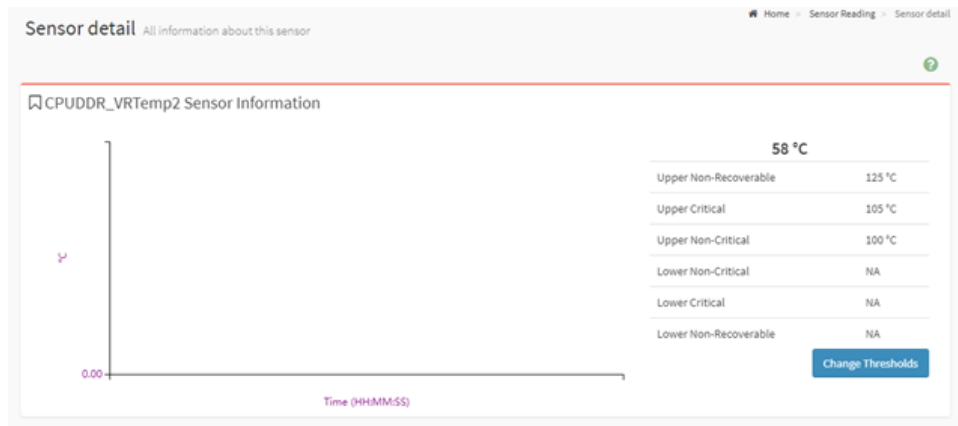 Sensor detail All information about this sensor
Home > Sensor Reading > Sensor detail
CPUDDR_VRTemp2 Sensor Information
58 °C
Upper Non-Recoverable 125 °C
Upper Critical 105 °C
Upper Non-Critical 100 °C
Lower Non-Critical NA
Lower Critical NA
Lower Non-Recoverable NA
Change Thresholds
°C
0.00
Time (HH:MM:SS)